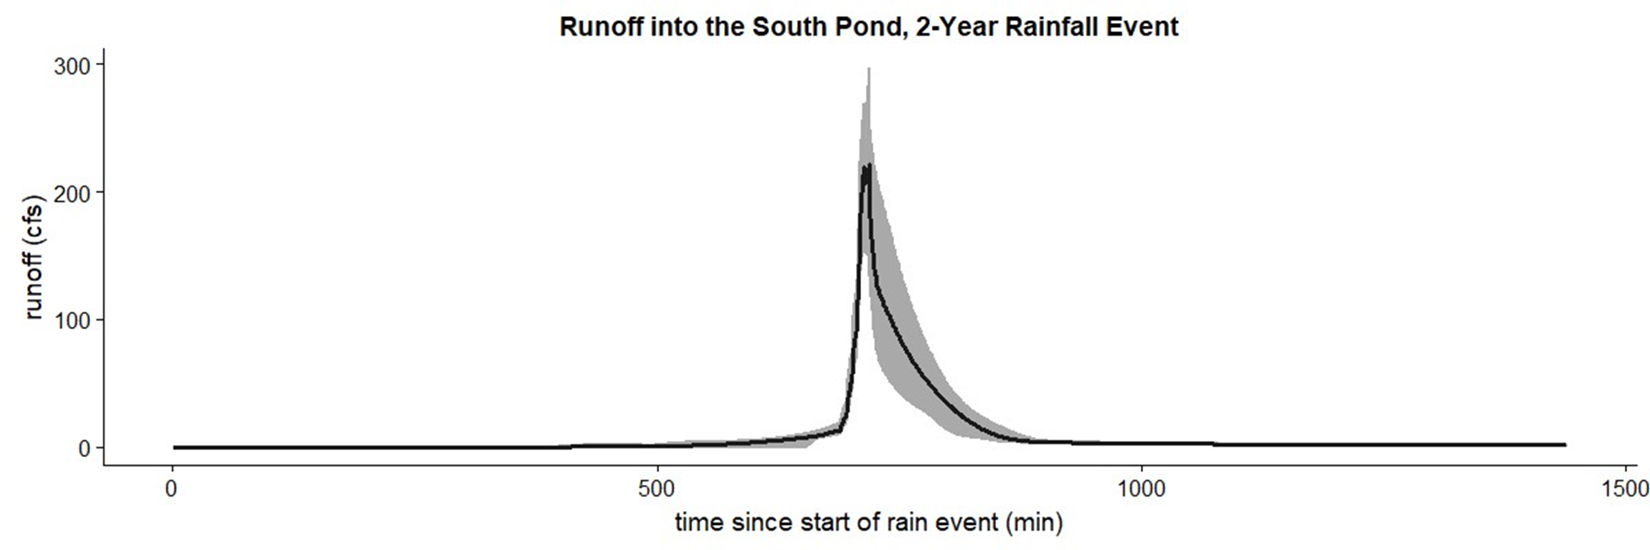 Runoff into the South Pond, 2-Year Rainfall Event
300
200
100
0
runoff (cfs)
0 500 1000 1500
time since start of rain event (min)